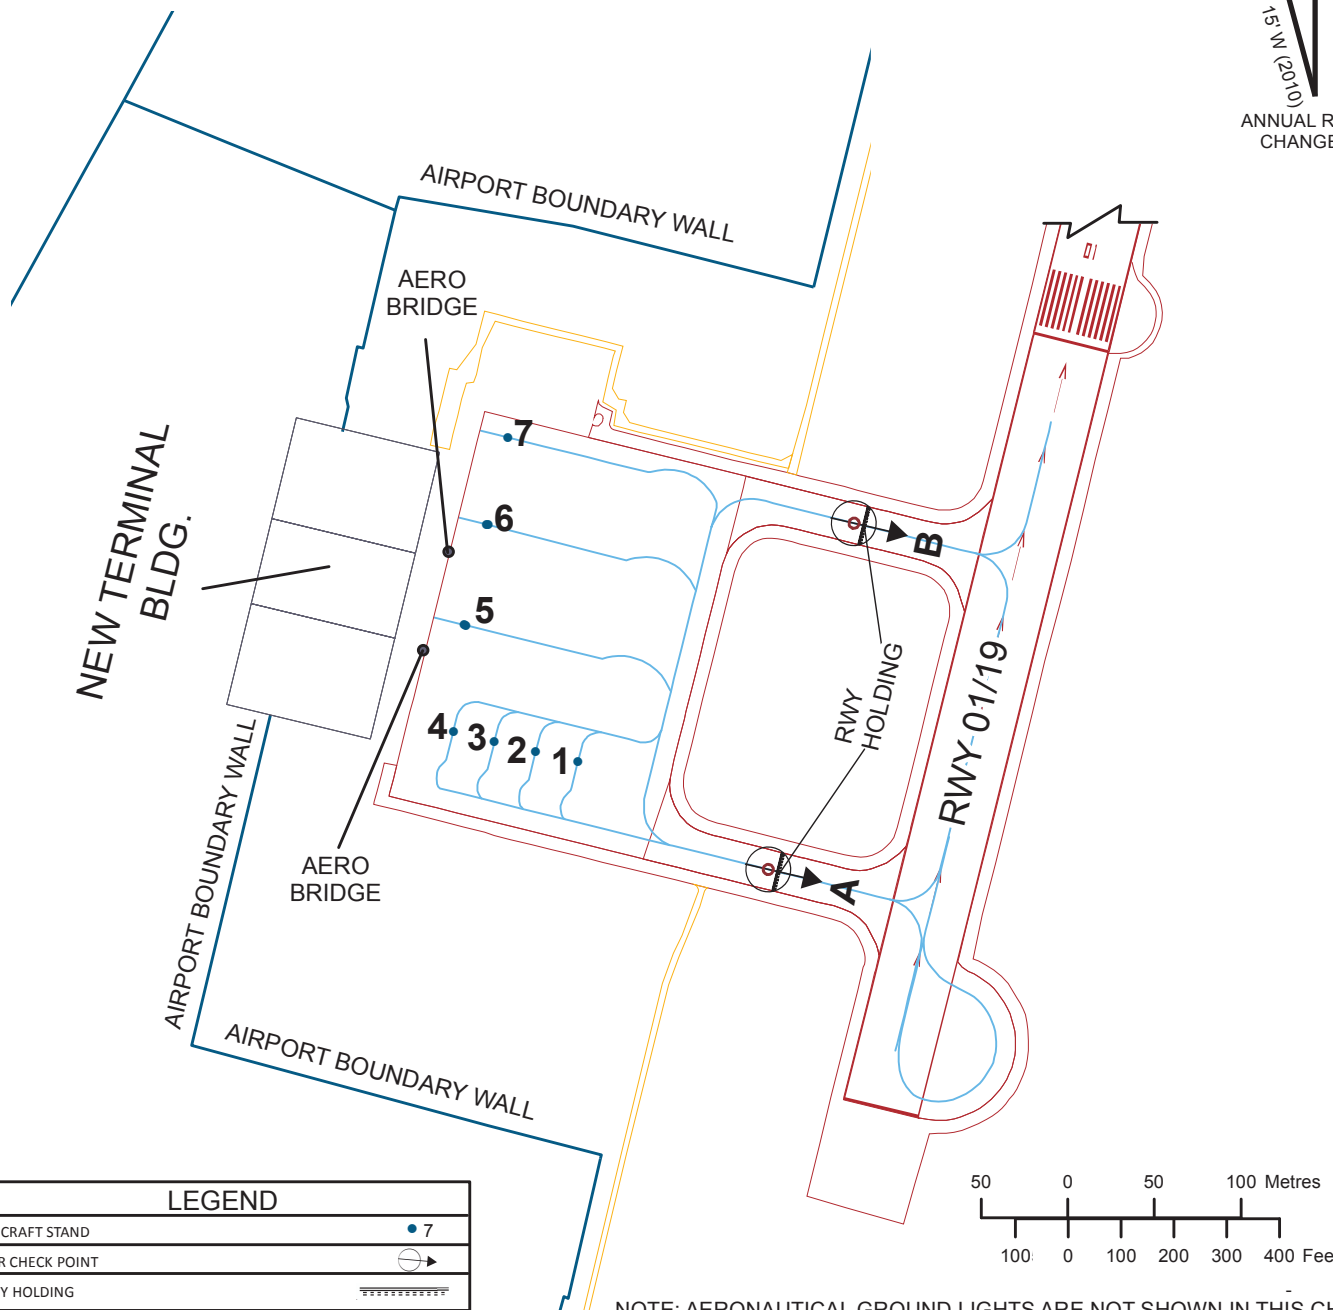 15' W (2010)
ANNUAL R
CHANGE
AIRPORT BOUNDARY WALL
AERO
BRIDGE
7
6
5
4
3
2
1
NEW TERMINAL
BLDG.
B
RWY
HOLDING
RWY 01/19
A
AIRPORT BOUNDARY WALL
AERO
BRIDGE
AIRPORT BOUNDARY WALL
50 0 50 100 Metres
100 0 100 200 300 400 Fee
LEGEND
CRAFT STAND 7
R CHECK POINT
Y HOLDING
NOTE: AERONAUTICAL GROUND LIGHTS ARE NOT SHOWN IN THIS CH